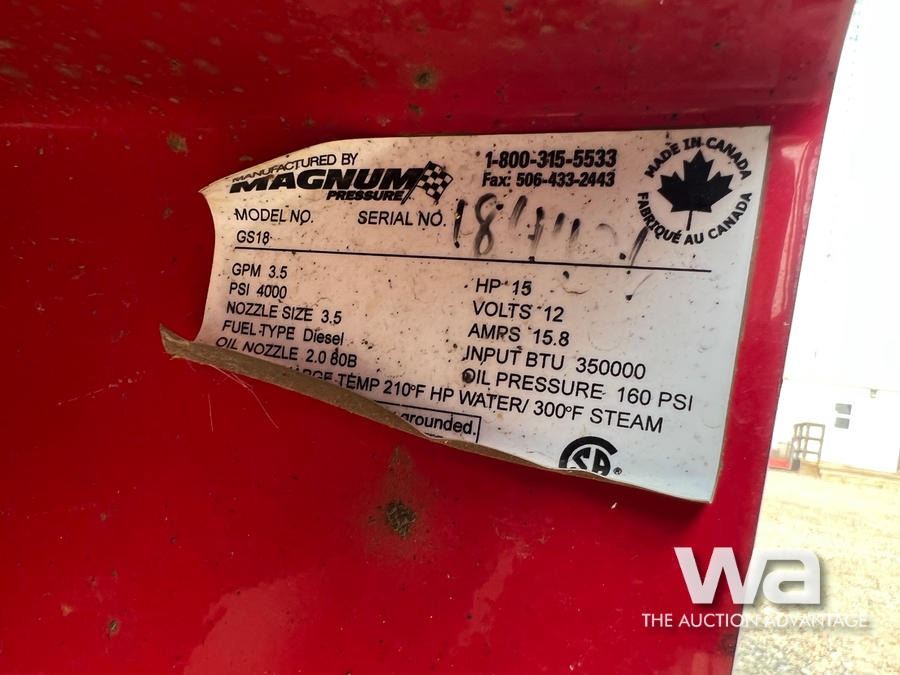 MANUFACTURED BY
MAGNUM
PRESSURE
1-800-315-5533
Fax: 506-433-2443
MADE IN CANADA
FABRIQUÉ AU CANADA
MODEL NO. SERIAL NO.
GS18
GPM 3.5
PSI 4000
NOZZLE SIZE 3.5
FUEL TYPE Diesel
OIL NOZZLE 2.0 80B
HP 15
VOLTS 12
AMPS 15.8
INPUT BTU 350000
OIL PRESSURE 160 PSI
TEMP 210°F HP WATER/ 300°F STEAM
grounded.
CSA ®
wa
THE AUCTION ADVANTAGE